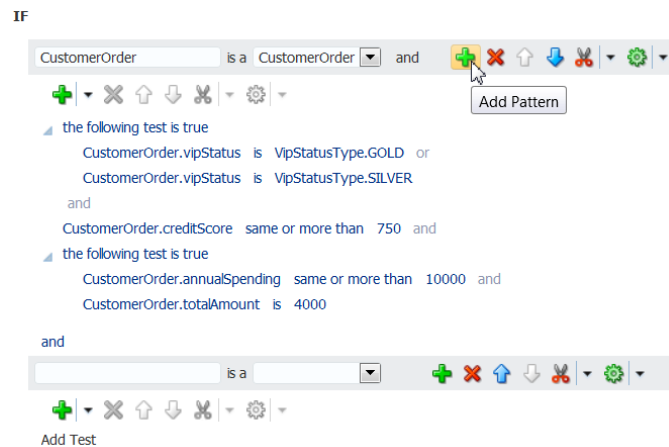 IF
CustomerOrder is a CustomerOrder and
Add Pattern
the following test is true
CustomerOrder.vipStatus is VipStatusType.GOLD or
CustomerOrder.vipStatus is VipStatusType.SILVER
and
CustomerOrder.creditScore same or more than 750 and
the following test is true
CustomerOrder.annualSpending same or more than 10000 and
CustomerOrder.totalAmount is 4000
and
is a
Add Test